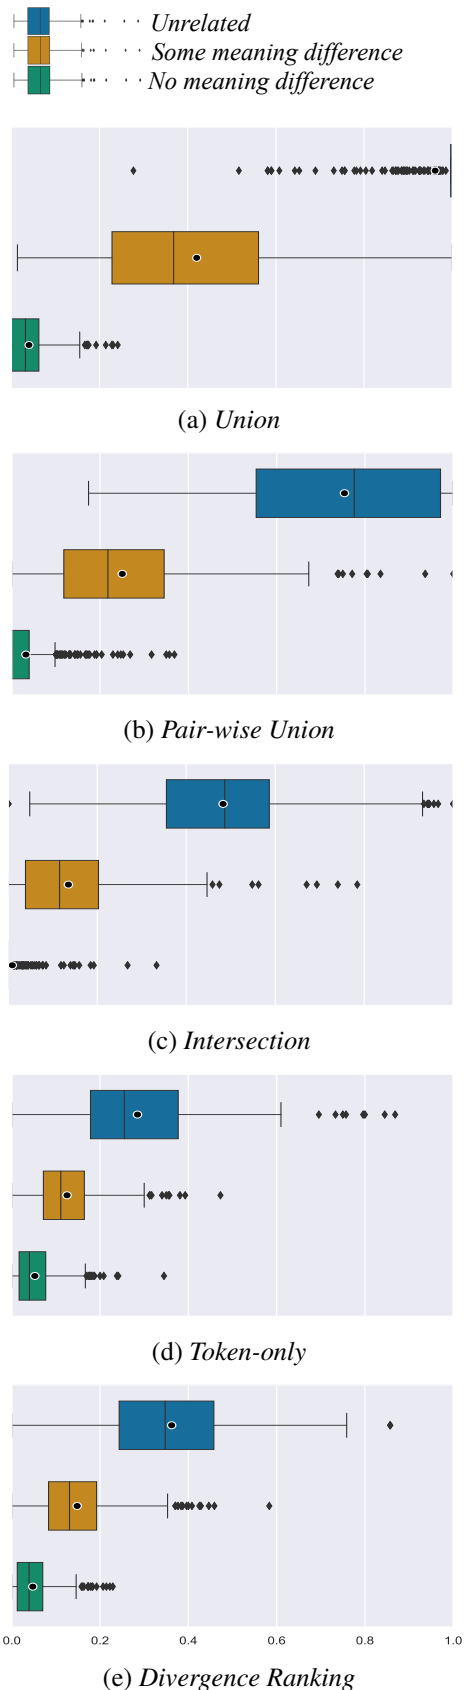 Unrelated
Some meaning difference
No meaning difference
(a) Union
(b) Pair-wise Union
(c) Intersection
(d) Token-only
0.0 0.2 0.4 0.6 0.8 1.0
(e) Divergence Ranking